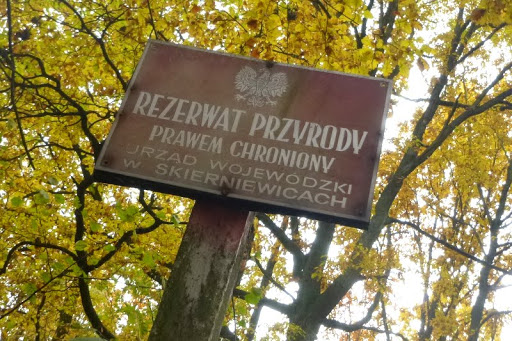 REZERWAT PRZYRODY
PRAWEM CHRONIONY
URZĄD WOJEWÓDZKI
W SKIERNIEWICACH